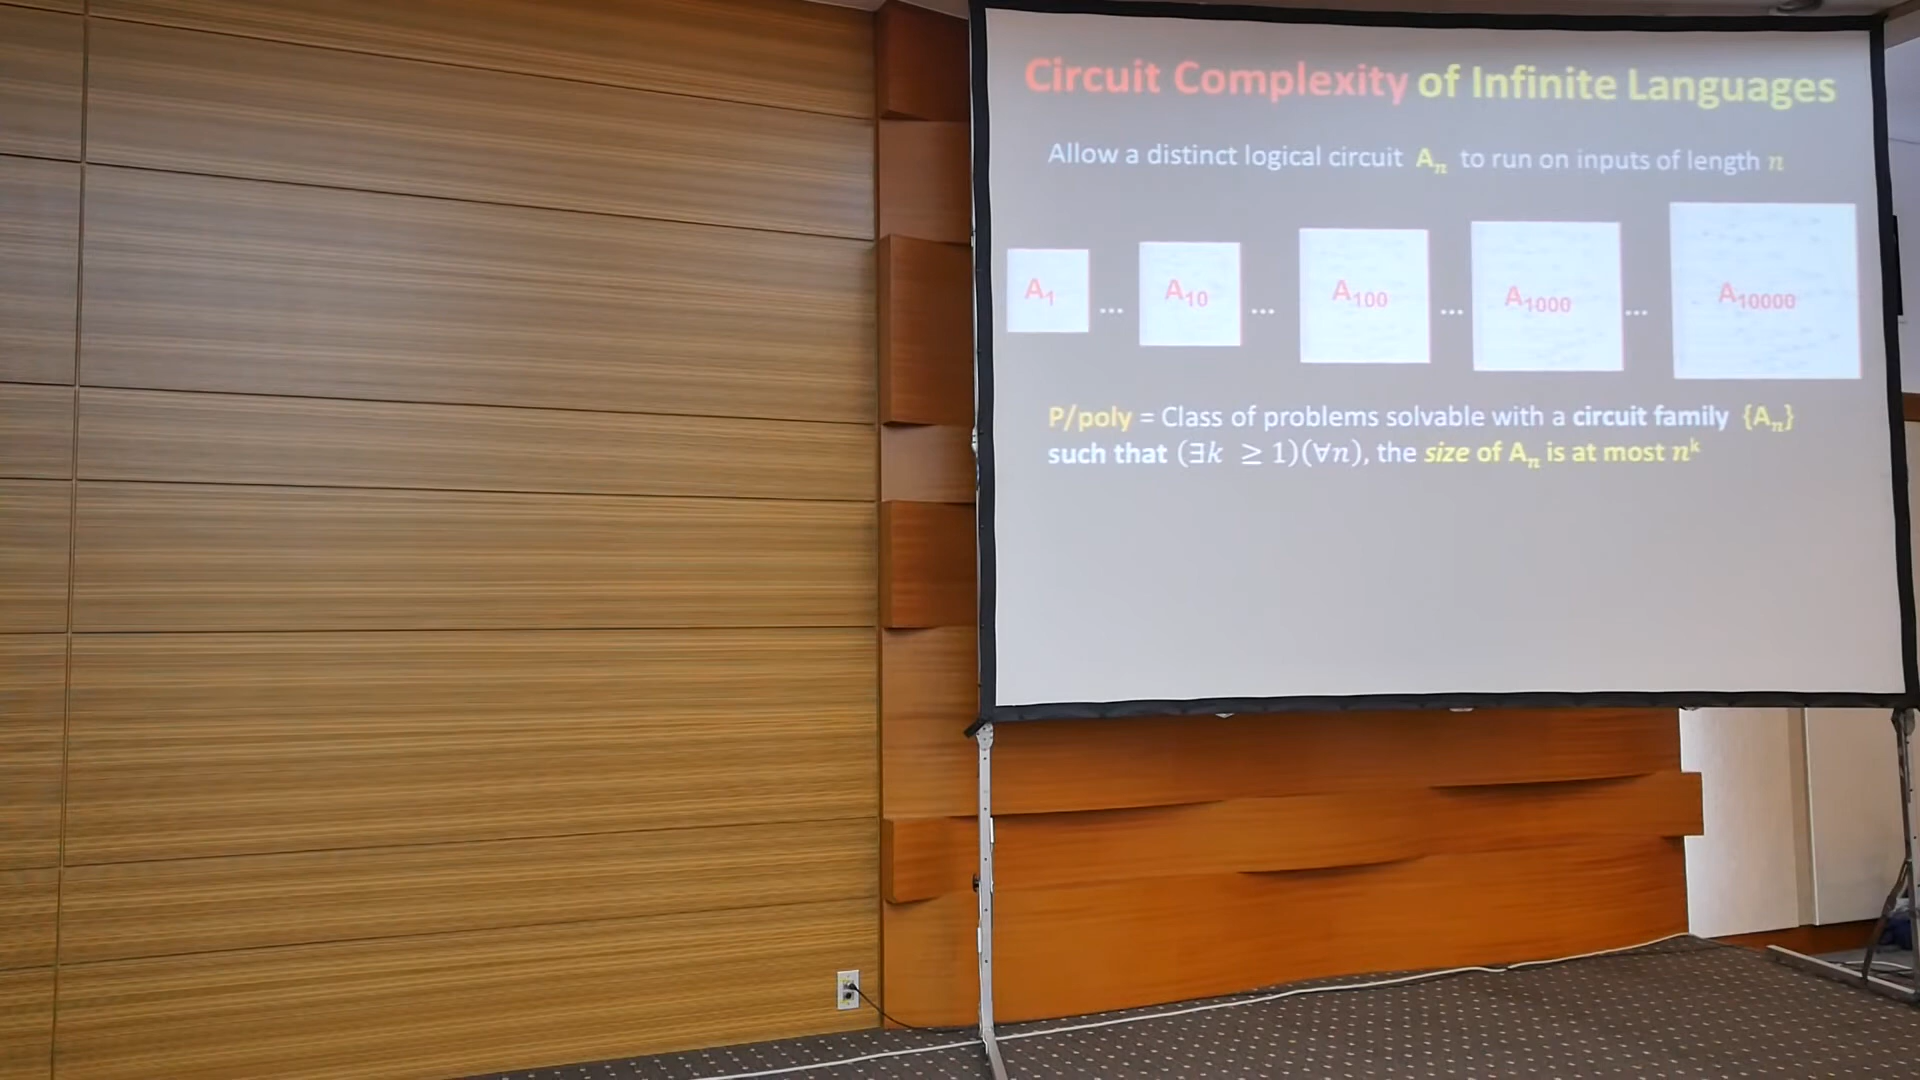 Circuit Complexity of Infinite Languages
Allow a distinct logical circuit Aₙ to run on inputs of length n
A₁ ... A₁₀ ... A₁₀₀ ... A₁₀₀₀ ... A₁₀₀₀₀
P/poly = Class of problems solvable with a circuit family {Aₙ}
such that (∃k ≥ 1)(∀n), the size of Aₙ is at most nᵏ